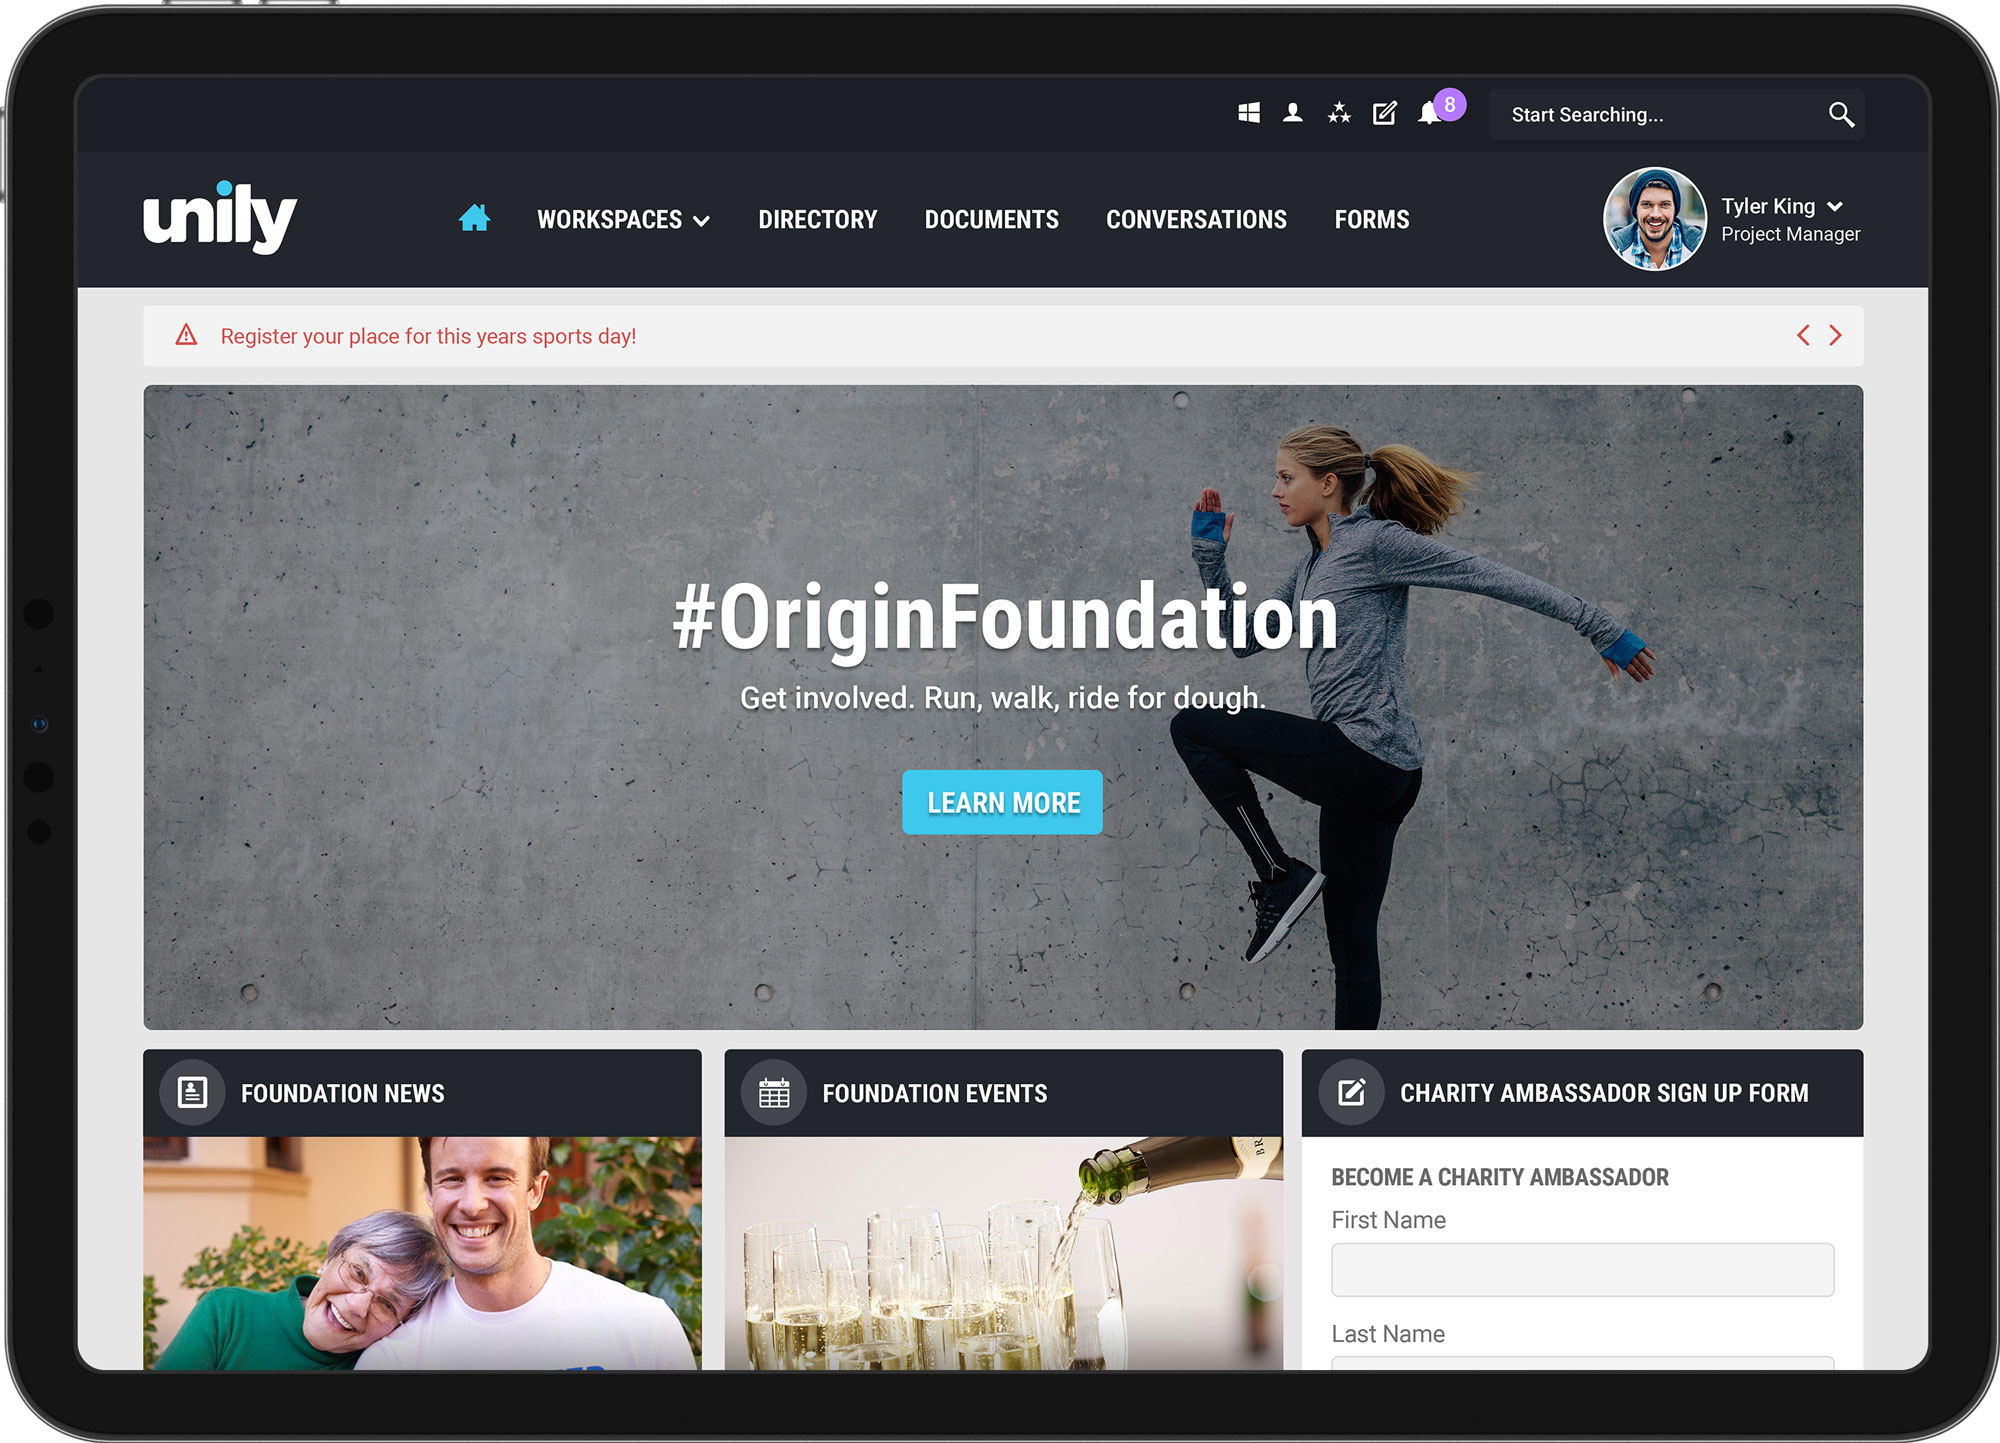 8
Start Searching...
unily
WORKSPACES
DIRECTORY
DOCUMENTS
CONVERSATIONS
FORMS
Tyler King
Project Manager
Register your place for this years sports day!
#OriginFoundation
Get involved. Run, walk, ride for dough.
LEARN MORE
FOUNDATION NEWS
FOUNDATION EVENTS
CHARITY AMBASSADOR SIGN UP FORM
BECOME A CHARITY AMBASSADOR
First Name
Last Name